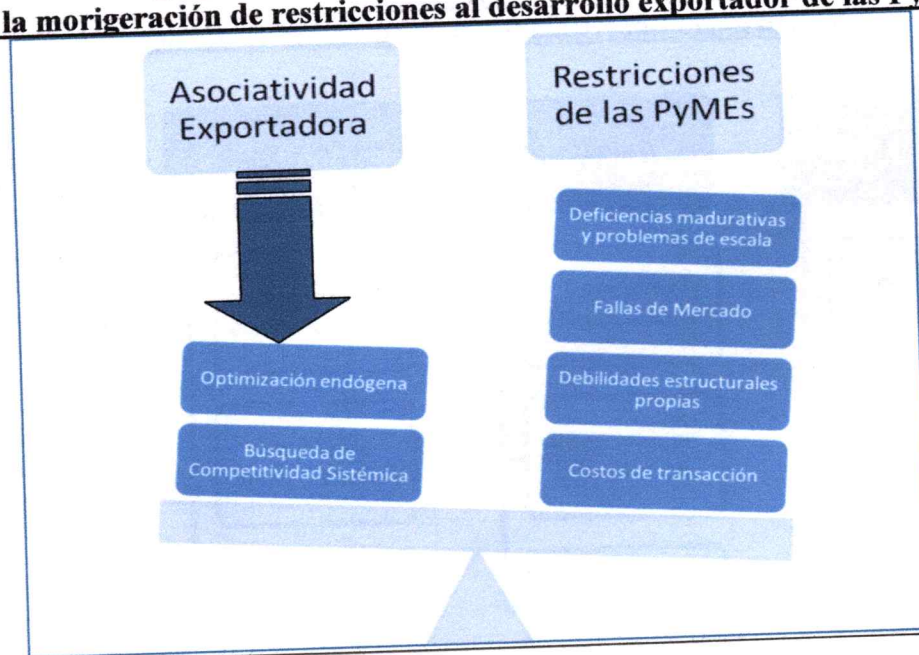 la morigeración de restricciones al desarrollo exportador de las Py
Asociatividad
Exportadora
Optimización endógena
Búsqueda de
Competitividad Sistémica
Restricciones
de las PyMEs
Deficiencias madurativas
y problemas de escala
Fallas de Mercado
Debilidades estructurales
propias
Costos de transacción